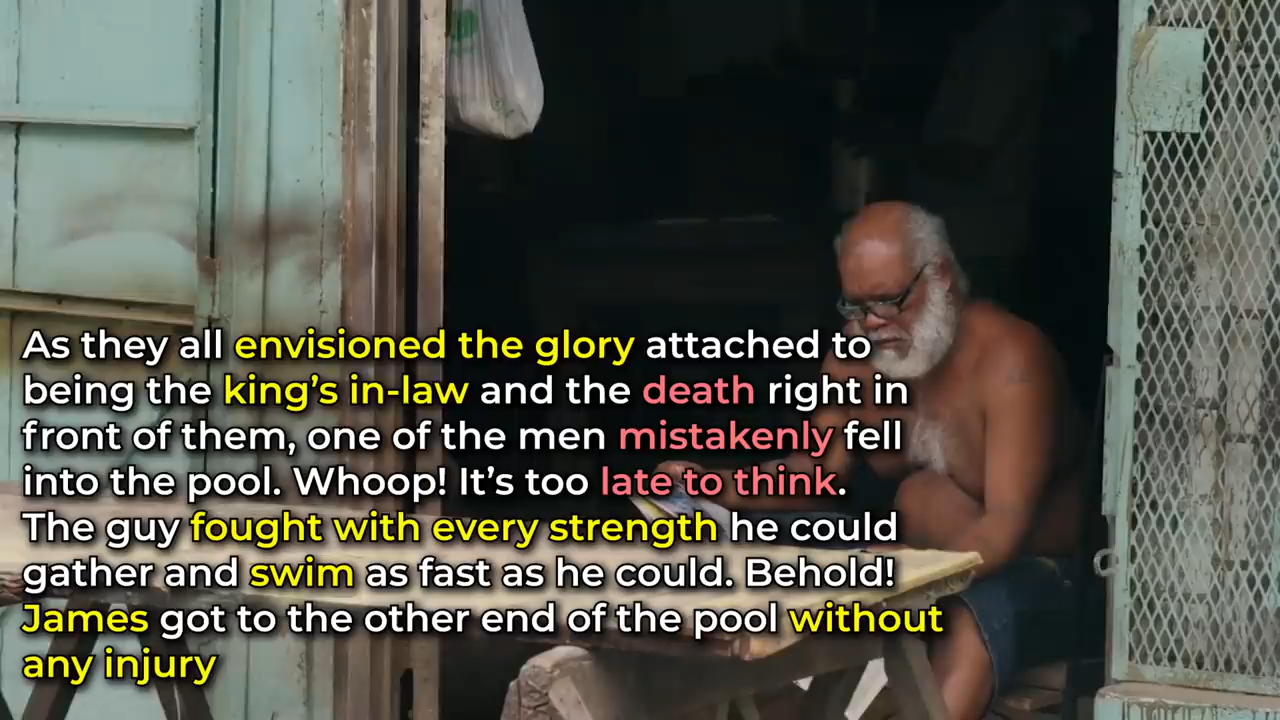 As they all envisioned the glory attached to
being the king’s in-law and the death right in
front of them, one of the men mistakenly fell
into the pool. Whoop! It’s too late to think.
The guy fought with every strength he could
gather and swim as fast as he could. Behold!
James got to the other end of the pool without
any injury